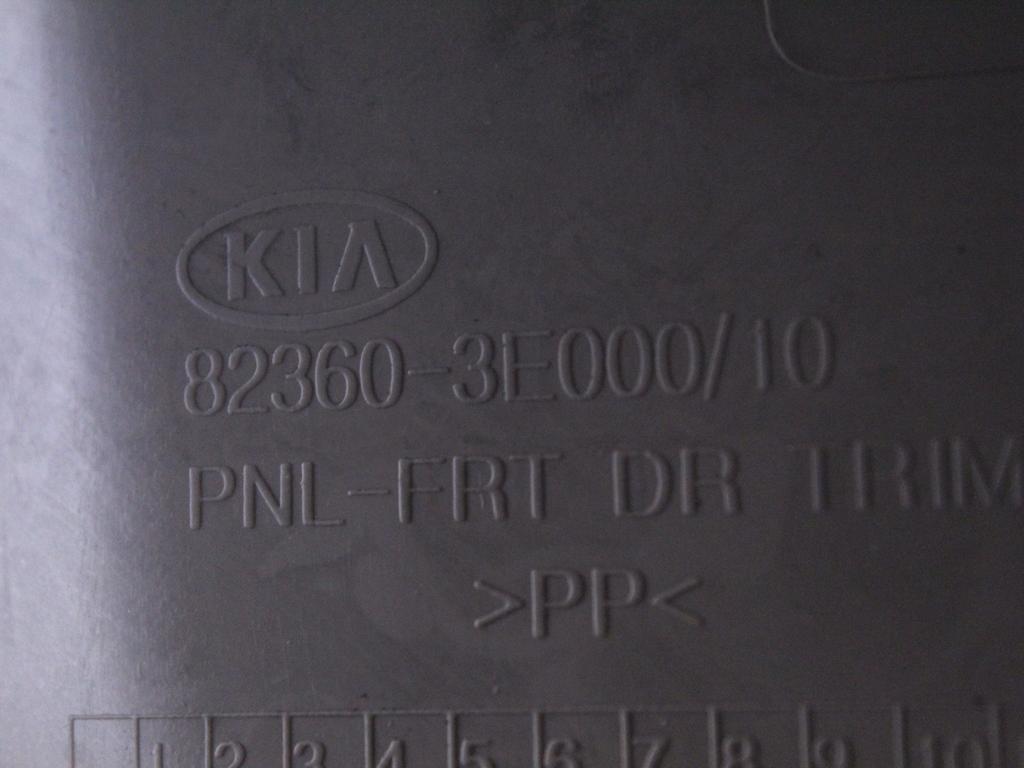 KIA
82360-3E000/10
PNL-FRT DR TRIM
>PP<
1 2 3 4 5 6 7 8 9 10